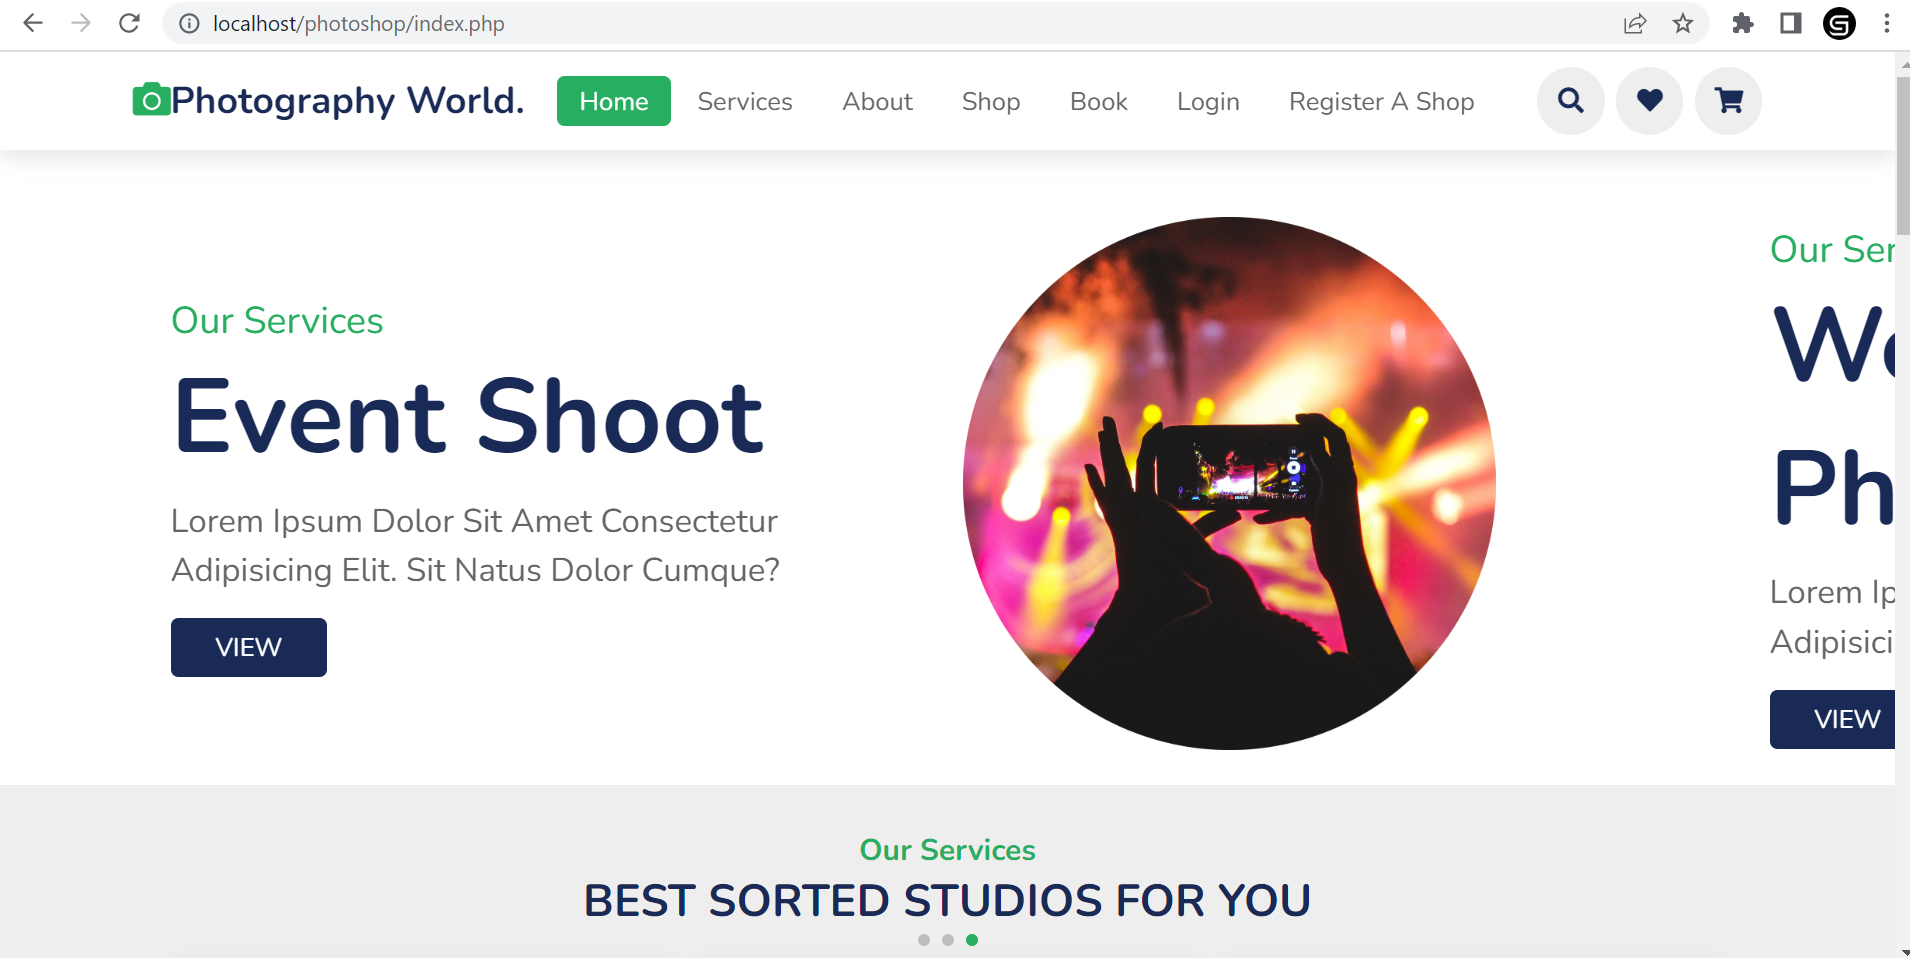 localhost/photoshop/index.php
Photography World. Home Services About Shop Book Login Register A Shop
Our Services
Event Shoot
Lorem Ipsum Dolor Sit Amet Consectetur
Adipisicing Elit. Sit Natus Dolor Cumque?
VIEW
Our Ser
We
Ph
Lorem Ip
Adipisici
VIEW
Our Services
BEST SORTED STUDIOS FOR YOU